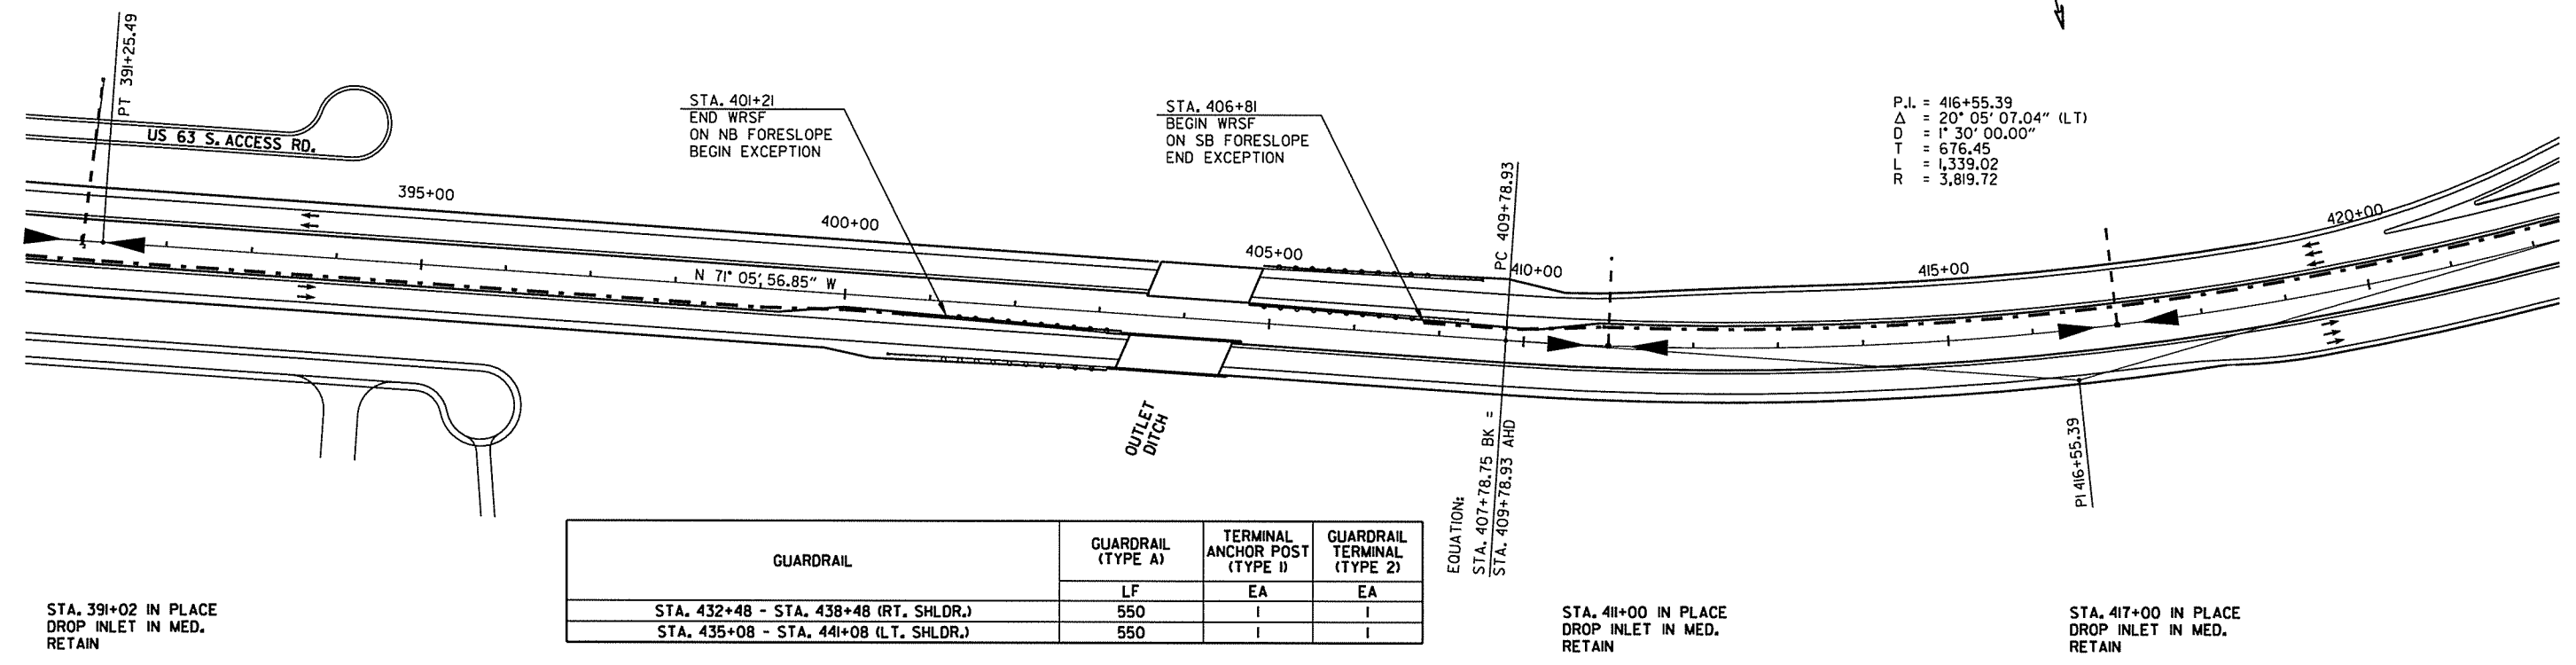 PT 391+25.49
US 63 S. ACCESS RD.
395+00
400+00
STA. 401+21
END WRSF
ON NB FORESLOPE
BEGIN EXCEPTION
N 71° 05', 56.85" W
STA. 406+81
BEGIN WRSF
ON SB FORESLOPE
END EXCEPTION
405+00
PC 409+78.93
410+00
415+00
420+00
P.I. = 416+55.39
Δ = 20° 05' 07.04" (LT)
D = 1° 30' 00.00"
T = 676.45
L = 1,339.02
R = 3,819.72
OUTLET
DITCH
EQUATION:
STA. 407+78.75 BK =
STA. 409+78.93 AHD
PI 416+55.39
GUARDRAIL
GUARDRAIL
(TYPE A)
TERMINAL
ANCHOR POST
(TYPE 1)
GUARDRAIL
TERMINAL
(TYPE 2)
LF EA EA
STA. 432+48 - STA. 438+48 (RT. SHLDR.) 550 1 1
STA. 435+08 - STA. 441+08 (LT. SHLDR.) 550 1 1
STA. 391+02 IN PLACE
DROP INLET IN MED.
RETAIN
STA. 411+00 IN PLACE
DROP INLET IN MED.
RETAIN
STA. 417+00 IN PLACE
DROP INLET IN MED.
RETAIN